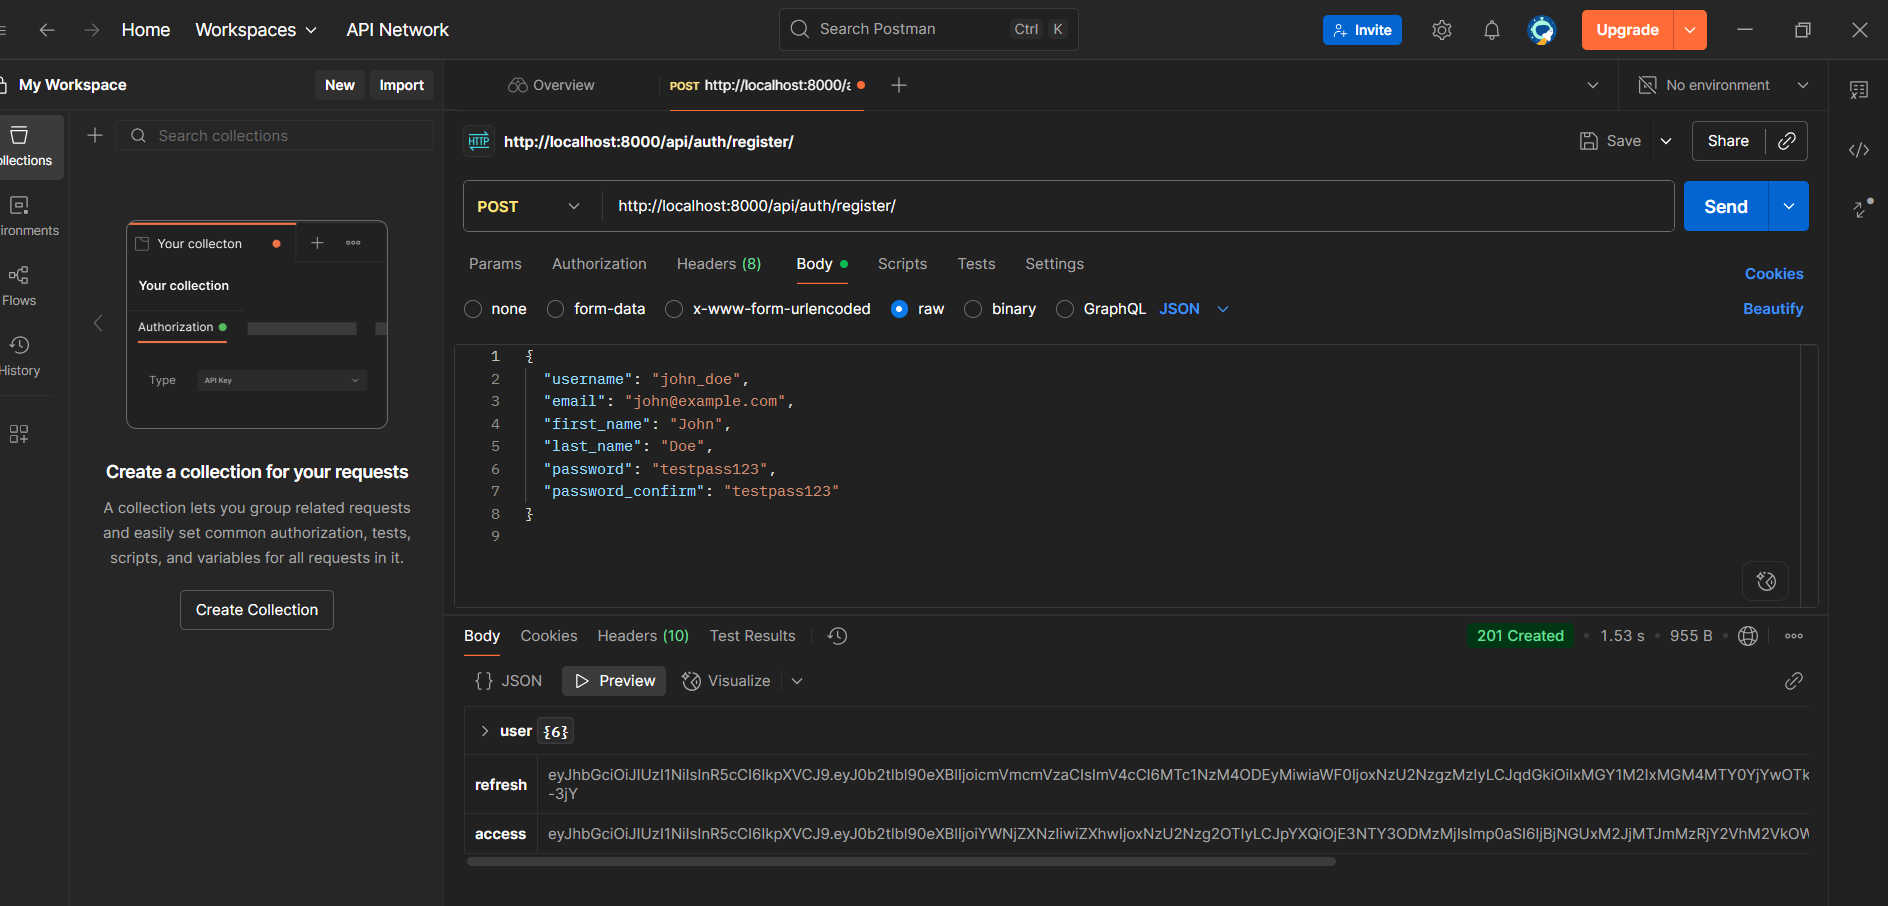 Home
Workspaces
API Network
Search Postman
Ctrl K
Invite
Upgrade
My Workspace
New
Import
Overview
POST http://localhost:8000/a
No environment
ollections
ironments
Flows
History
Search collections
Your collecton
Your collection
Authorization
Type
API Key
Create a collection for your requests
A collection lets you group related requests
and easily set common authorization, tests,
scripts, and variables for all requests in it.
Create Collection
HTTP http://localhost:8000/api/auth/register/
Save
Share
POST
http://localhost:8000/api/auth/register/
Send
Params Authorization Headers (8) Body Scripts Tests Settings
Cookies
none form-data x-www-form-urlencoded raw binary GraphQL JSON
Beautify
1 {
2 "username": "john_doe",
3 "email": "john@example.com",
4 "first_name": "John",
5 "last_name": "Doe",
6 "password": "testpass123",
7 "password_confirm": "testpass123"
8 }
9
Body Cookies Headers (10) Test Results
201 Created • 1.53 s • 955 B •
{} JSON
Preview
Visualize
user {6}
refresh
-3jY
access